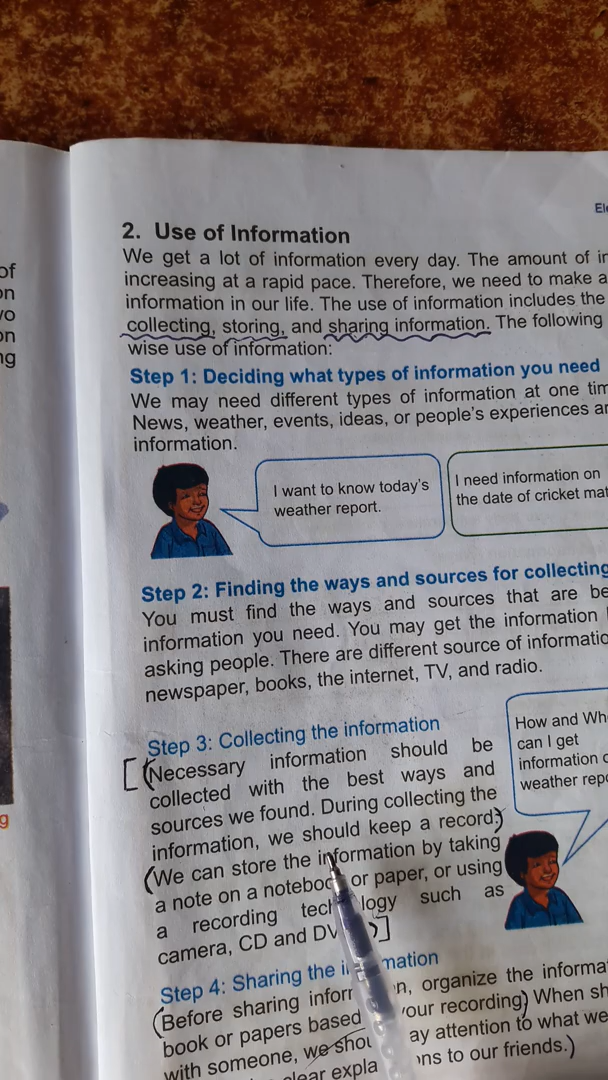 of
on
wo
on
ng
g
Ele
2. Use of Information
We get a lot of information every day. The amount of
increasing at a rapid pace. Therefore, we need to make a
information in our life. The use of information includes the
collecting, storing, and sharing information. The following
wise use of information:
Step 1: Deciding what types of information you need
We may need different types of information at one tim
News, weather, events, ideas, or people's experiences ar
information.
I want to know today's
weather report.
I need information on
the date of cricket mat
Step 2: Finding the ways and sources for collecting
You must find the ways and sources that are be
information you need. You may get the information
asking people. There are different source of informatio
newspaper, books, the internet, TV, and radio.
Step 3: Collecting the information
[(Necessary information should be
collected with the best ways and
sources we found. During collecting the
information, we should keep a record.)
(We can store the information by taking
a note on a notebook or paper, or using
a recording technology such as
camera, CD and DV )]
How and Whe
can I get
information o
weather repo
Step 4: Sharing the information
(Before sharing inform n, organize the informa
book or papers based your recording) When sh
with someone, we shou ay attention to what we
clear expla ons to our friends.)